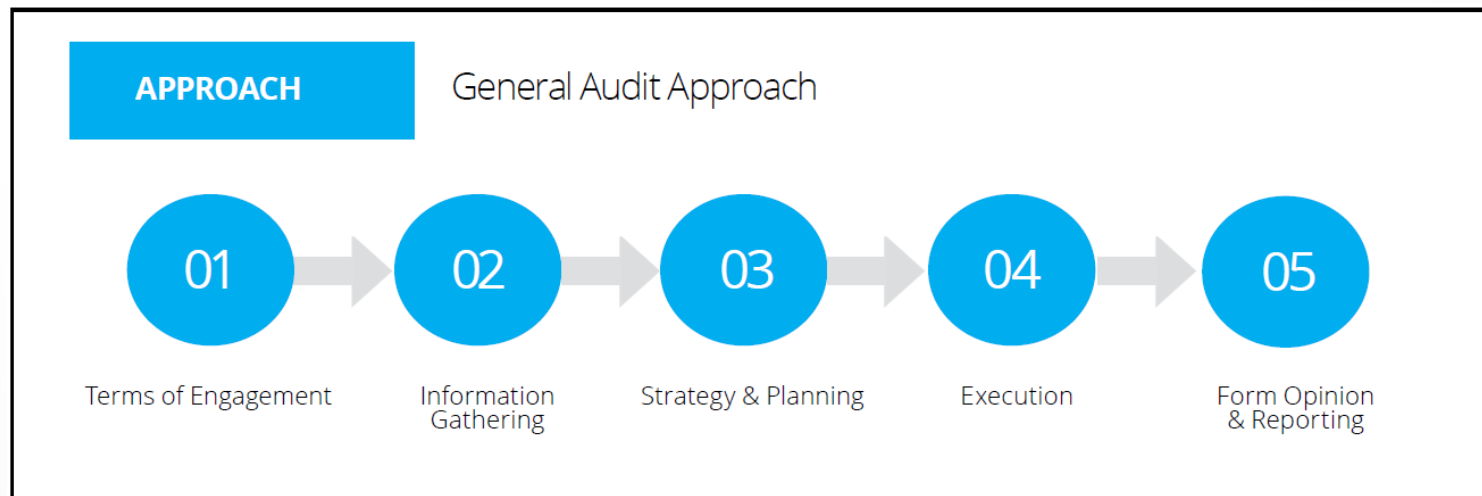 APPROACH
General Audit Approach
01
02
03
04
05
Terms of Engagement
Information
Gathering
Strategy & Planning
Execution
Form Opinion
& Reporting